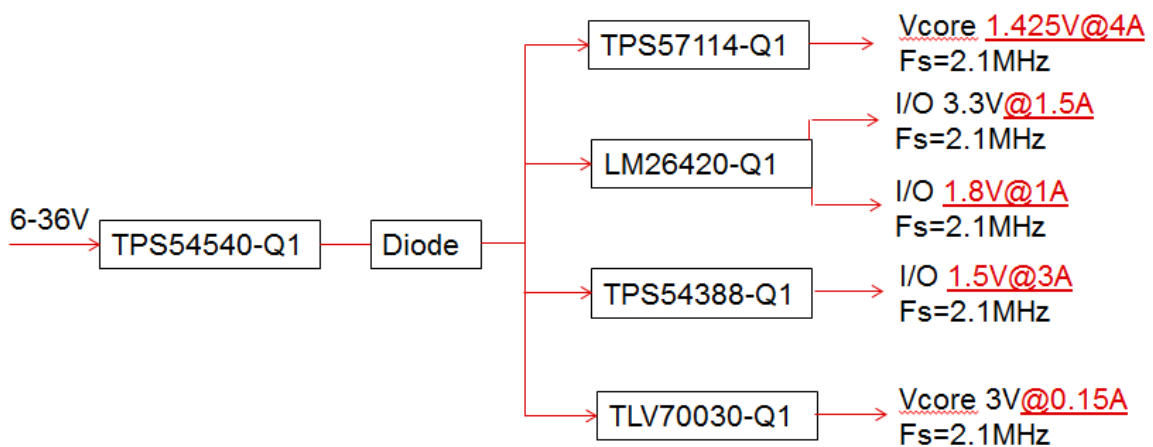 6-36V
TPS54540-Q1
Diode
TPS57114-Q1
Vcore 1.425V@4A
Fs=2.1MHz
LM26420-Q1
I/O 3.3V@1.5A
Fs=2.1MHz
I/O 1.8V@1A
Fs=2.1MHz
TPS54388-Q1
I/O 1.5V@3A
Fs=2.1MHz
TLV70030-Q1
Vcore 3V@0.15A
Fs=2.1MHz